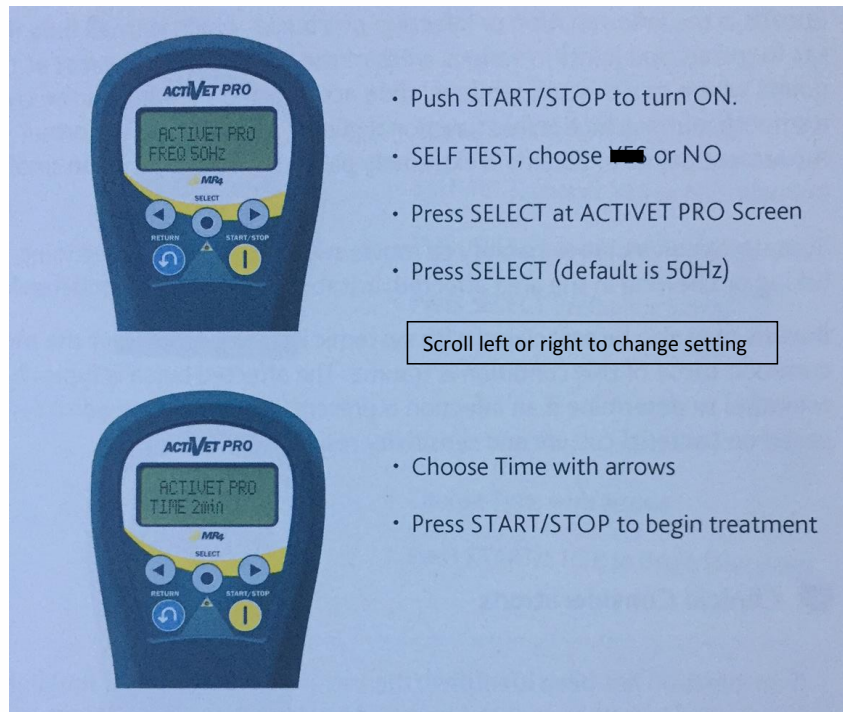 ACTIVET PRO
ACTIVET PRO
FREQ 50Hz
MR4
SELECT
RETURN START/STOP
• Push START/STOP to turn ON.
• SELF TEST, choose or NO
• Press SELECT at ACTIVET PRO Screen
• Press SELECT (default is 50Hz)
Scroll left or right to change setting
ACTIVET PRO
ACTIVET PRO
TIME 2min
MR4
SELECT
RETURN START/STOP
• Choose Time with arrows
• Press START/STOP to begin treatment